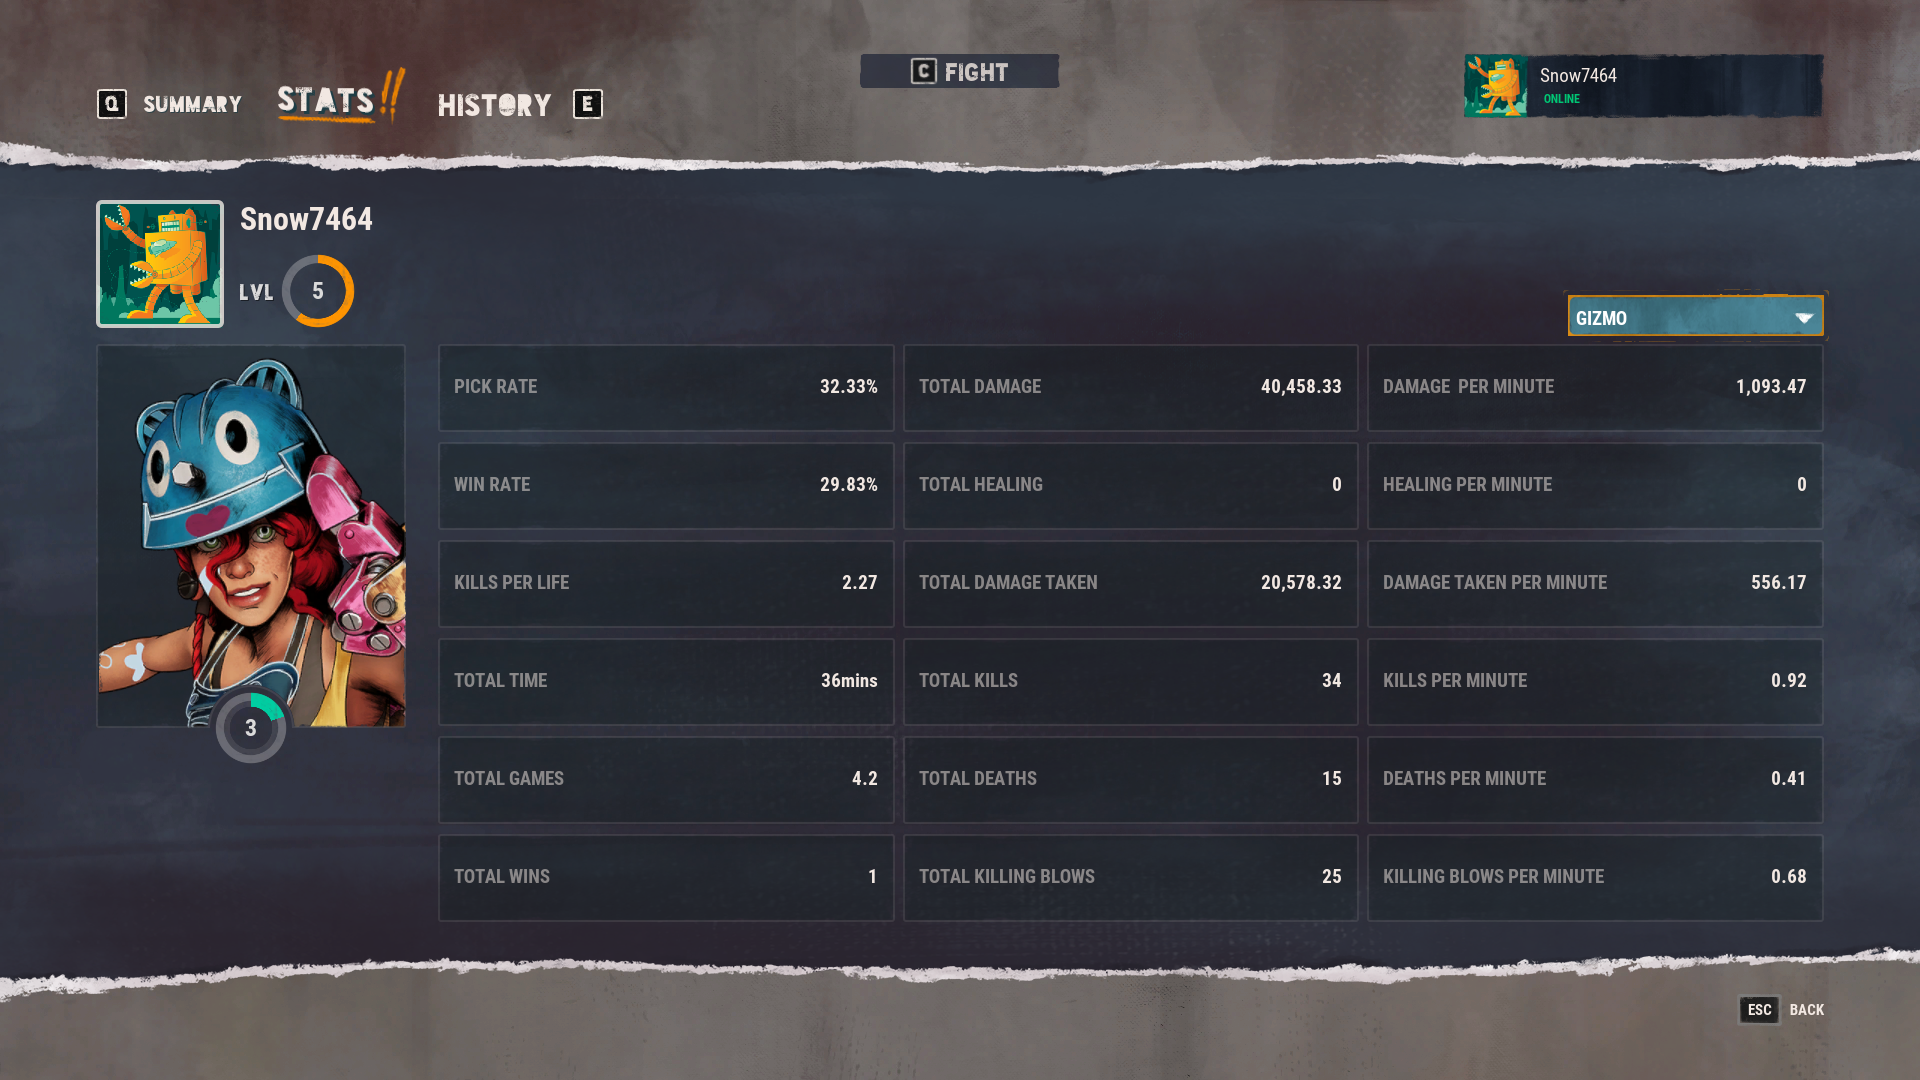 Q SUMMARY STATS!! HISTORY E
C FIGHT
Snow7464
ONLINE
Snow7464
LVL 5
GIZMO
PICK RATE 32.33% TOTAL DAMAGE 40,458.33 DAMAGE PER MINUTE 1,093.47
WIN RATE 29.83% TOTAL HEALING 0 HEALING PER MINUTE 0
KILLS PER LIFE 2.27 TOTAL DAMAGE TAKEN 20,578.32 DAMAGE TAKEN PER MINUTE 556.17
TOTAL TIME 36mins TOTAL KILLS 34 KILLS PER MINUTE 0.92
3
TOTAL GAMES 4.2 TOTAL DEATHS 15 DEATHS PER MINUTE 0.41
TOTAL WINS 1 TOTAL KILLING BLOWS 25 KILLING BLOWS PER MINUTE 0.68
ESC BACK